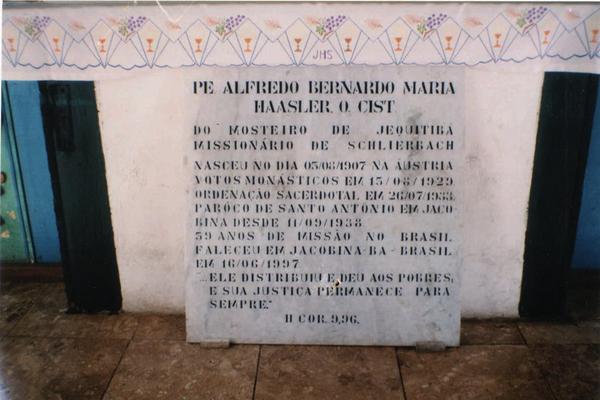 JHS
PE. ALFREDO BERNARDO MARIA
HAASLER. O. CIST
DO MOSTEIRO DE JEQUITIBÁ
MISSIONÁRIO DE SCHLIERBACH
NASCEU NO DIA 05/08/1907 NA ÁUSTRIA
VOTOS MONÁSTICOS EM 15/08/1929
ORDENAÇÃO SACERDOTAL EM 26/07/1933.
PARÓCO DE SANTO ANTÔNIO EM JACO-
BINA DESDE 11/09/1938
59 ANOS DE MISSÃO NO BRASIL
FALECEU EM JACOBINA-BA-BRASIL
EM 16/06/1997
...ELE DISTRIBUIU E DEU AOS POBRES,
E SUA JUSTIÇA PERMANECE PARA
SEMPRE."
II COR. 9,96.